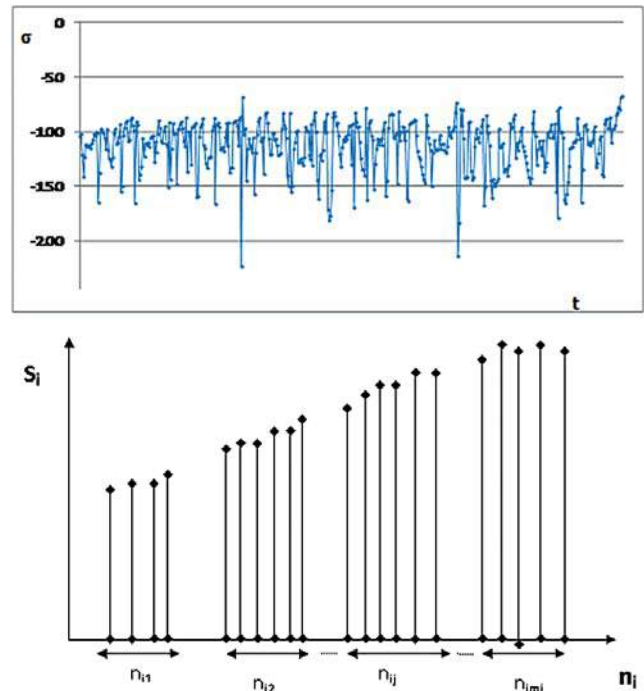 0
σ
-50
-100
-150
-200
t
Si
ni1
ni2
......
nij
......
nimi
ni